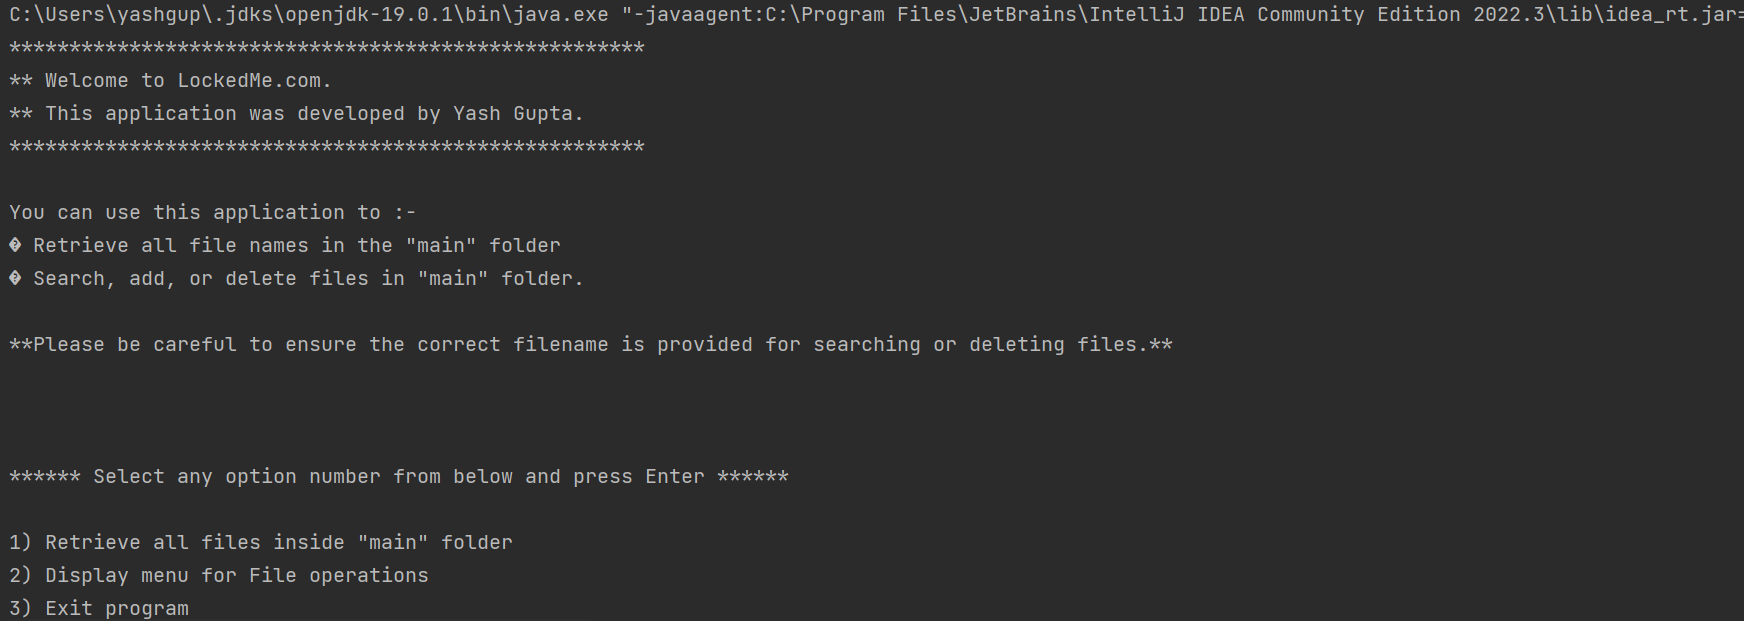 C:\Users\yashgup\.jdks\openjdk-19.0.1\bin\java.exe "-javaagent:C:\Program Files\JetBrains\IntelliJ IDEA Community Edition 2022.3\lib\idea_rt.jar=
*****************************************************
** Welcome to LockedMe.com.
** This application was developed by Yash Gupta.
*****************************************************
You can use this application to :-
� Retrieve all file names in the "main" folder
� Search, add, or delete files in "main" folder.
**Please be careful to ensure the correct filename is provided for searching or deleting files.**
****** Select any option number from below and press Enter ******
1) Retrieve all files inside "main" folder
2) Display menu for File operations
3) Exit program